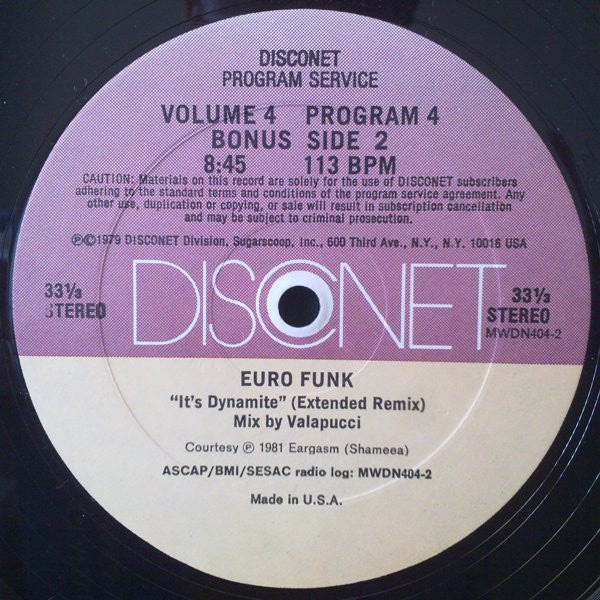 DISCONET
PROGRAM SERVICE
VOLUME 4 PROGRAM 4
BONUS SIDE 2
8:45 113 BPM
CAUTION: Materials on this record are solely for the use of DISCONET subscribers
adhering to the standard terms and conditions of the program service agreement. Any
other use, duplication or copying, or sale will result in subscription cancellation
and may be subject to criminal prosecution.
℗©1979 DISCONET Division, Sugarscoop, Inc., 600 Third Ave., N.Y., N.Y. 10016 USA
33⅓
STEREO
DISCONET
33⅓
STEREO
MWDN404-2
EURO FUNK
“It's Dynamite” (Extended Remix)
Mix by Valapucci
Courtesy ℗ 1981 Eargasm (Shameea)
ASCAP/BMI/SESAC radio log: MWDN404-2
Made in U.S.A.